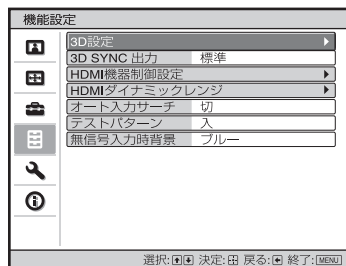 機能設定
3D設定
3D SYNC 出力 標準
HDMI機器制御設定
HDMIダイナミックレンジ
オート入力サーチ 切
テストパターン 入
無信号入力時背景 ブルー
選択: 決定: 戻る: 終了:MENU